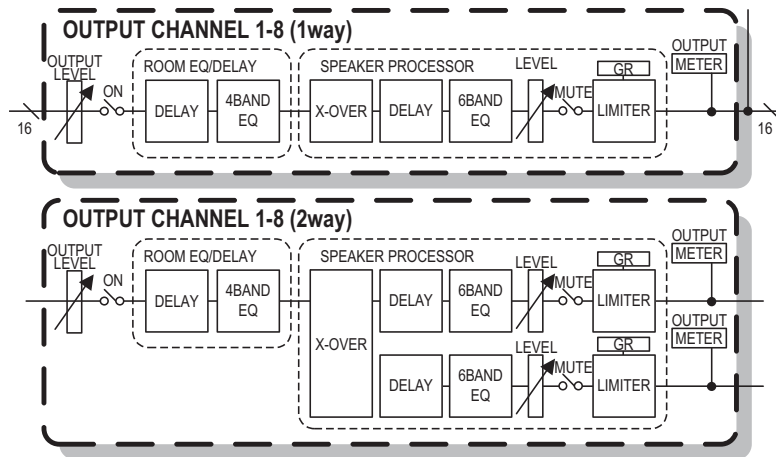 OUTPUT CHANNEL 1-8 (1way)
OUTPUT
LEVEL
ON
ROOM EQ/DELAY
DELAY
4BAND
EQ
SPEAKER PROCESSOR
X-OVER
DELAY
6BAND
EQ
LEVEL
MUTE
GR
LIMITER
OUTPUT
METER
16
16
OUTPUT CHANNEL 1-8 (2way)
OUTPUT
LEVEL
ON
ROOM EQ/DELAY
DELAY
4BAND
EQ
SPEAKER PROCESSOR
X-OVER
DELAY
6BAND
EQ
LEVEL
MUTE
GR
LIMITER
OUTPUT
METER
DELAY
6BAND
EQ
LEVEL
MUTE
GR
LIMITER
OUTPUT
METER